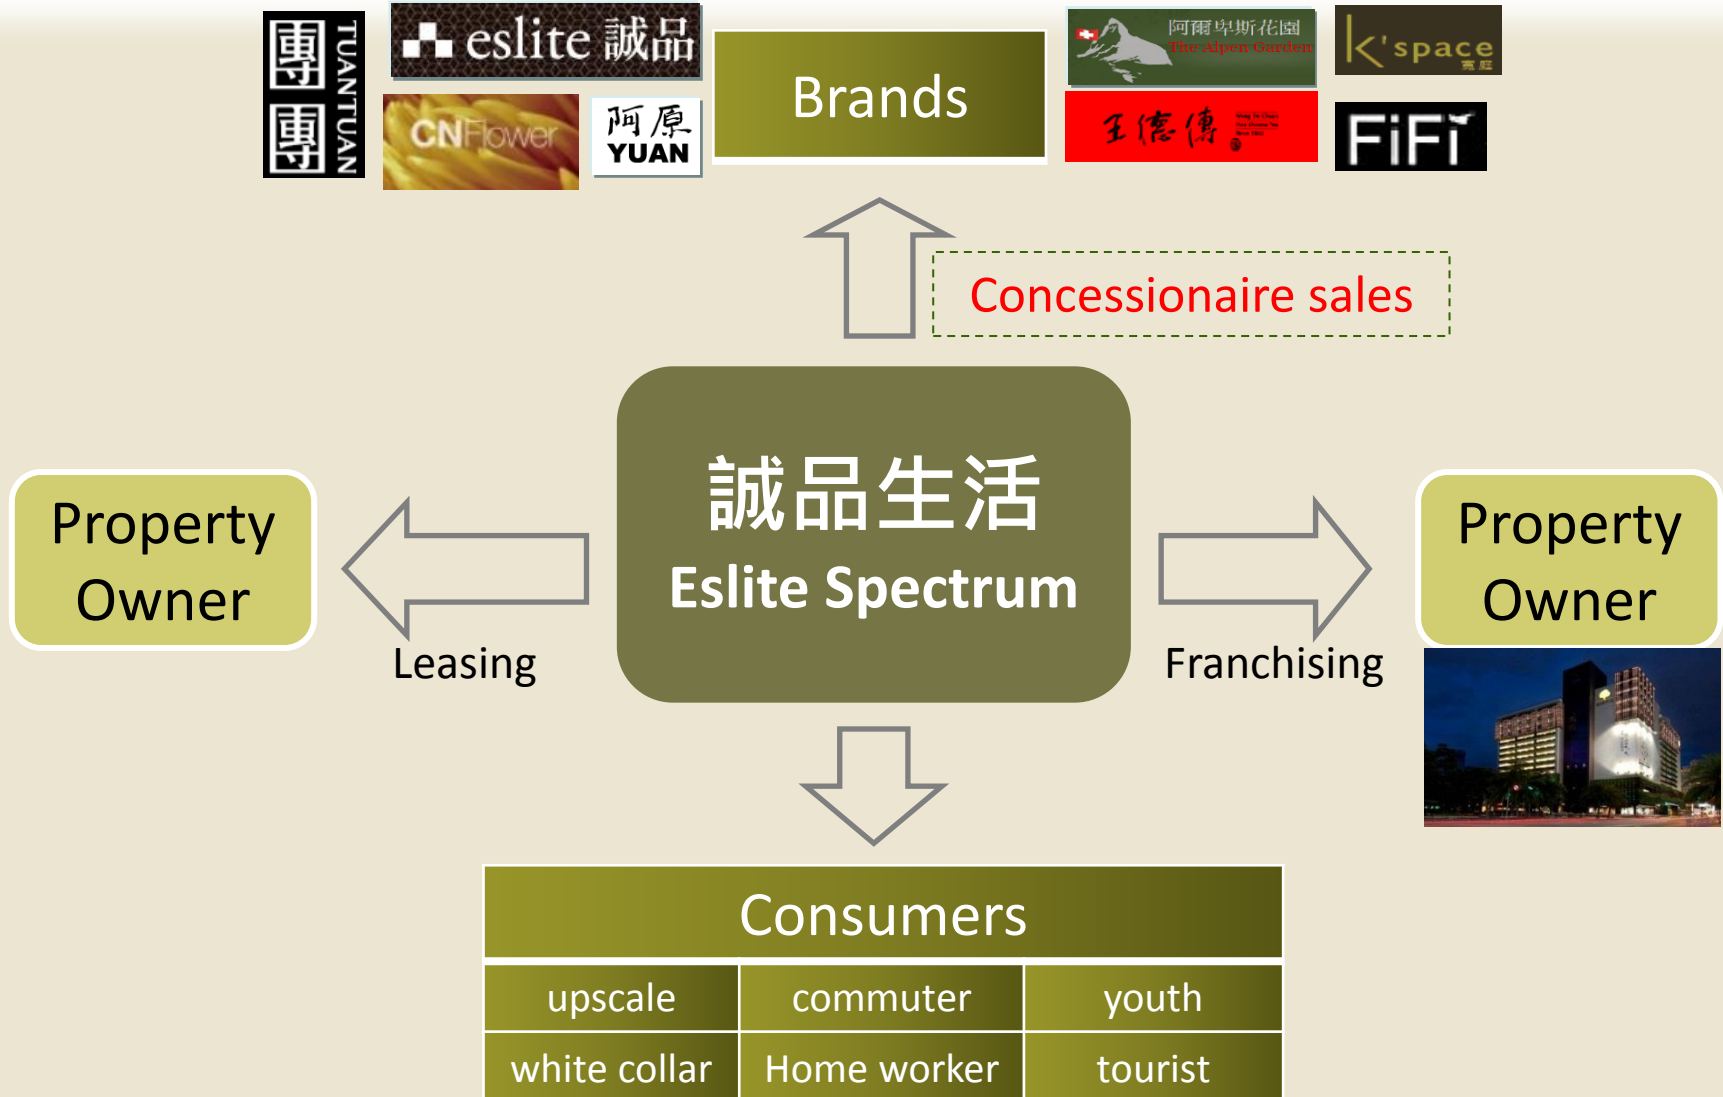 團團
TUANTUAN
eslite 誠品
CNFlower
阿原
YUAN
Brands
阿爾卑斯花園
The Alpen Garden
k'space
寬庭
王德傳
FiFi
Concessionaire sales
誠品生活
Eslite Spectrum
Property
Owner
Leasing
Property
Owner
Franchising
Consumers
upscale
commuter
youth
white collar
Home worker
tourist